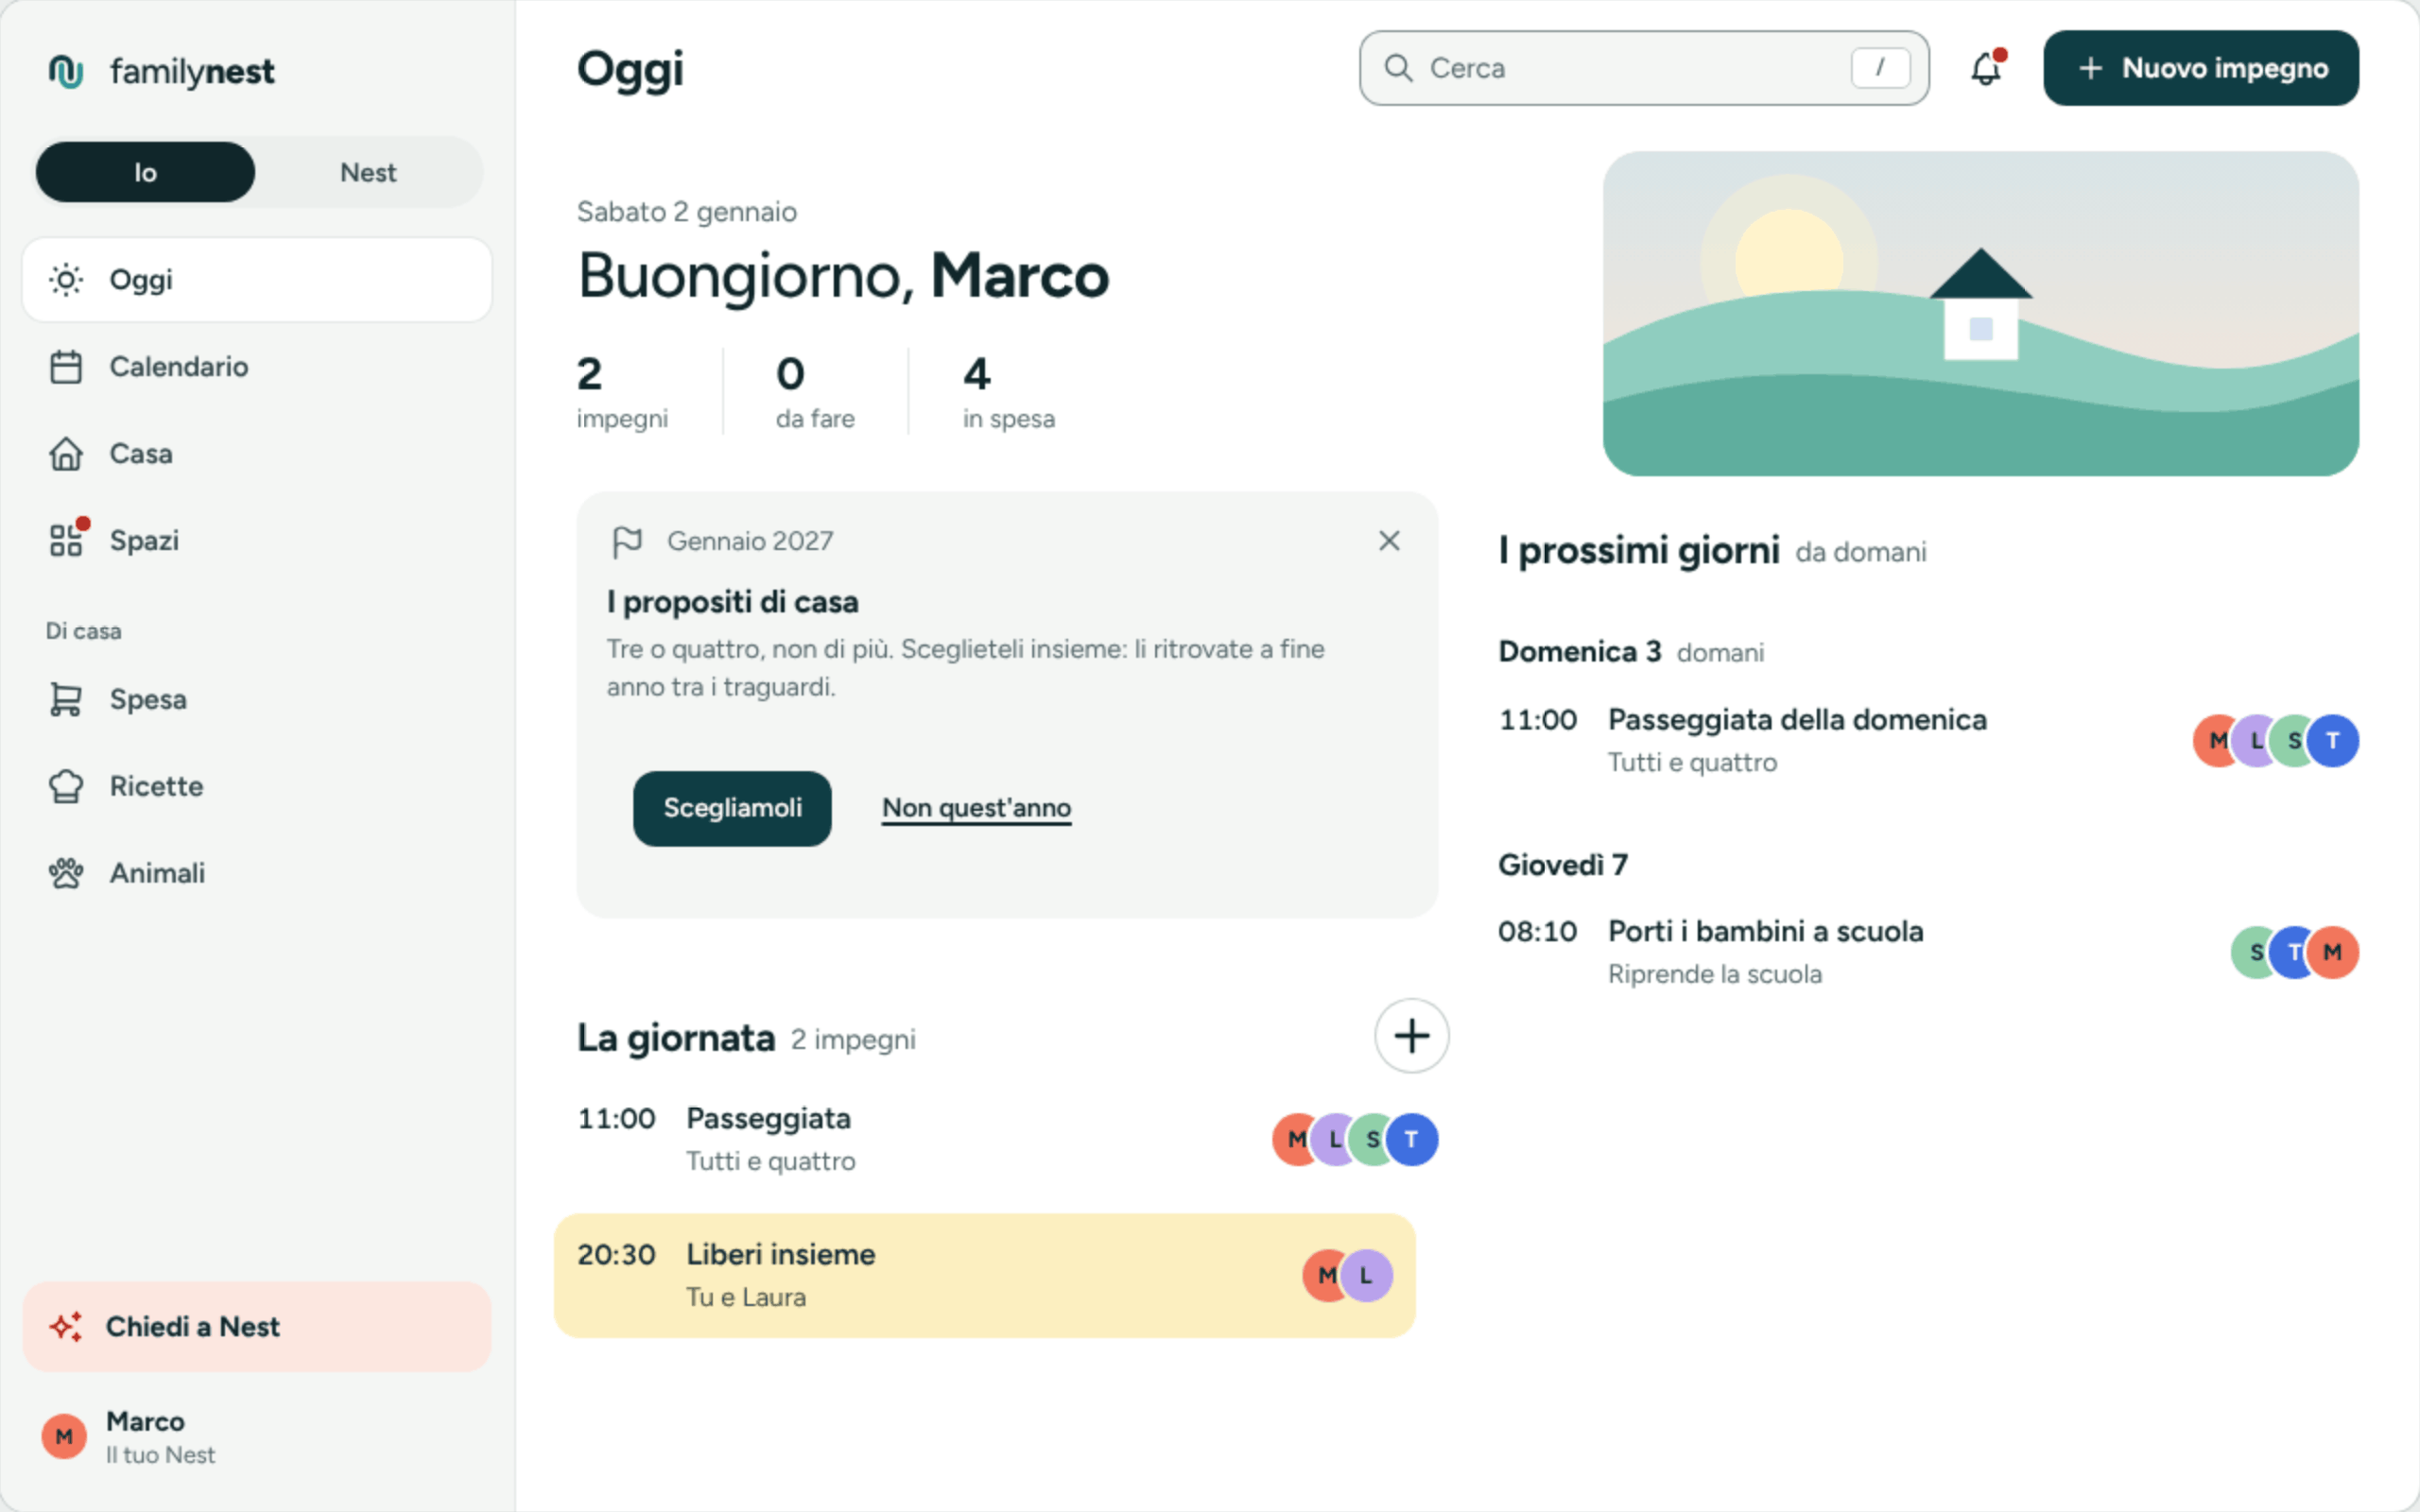 familynest
Io
Nest
Oggi
Calendario
Casa
Spazi
Di casa
Spesa
Ricette
Animali
Chiedi a Nest
M
Marco
Il tuo Nest
Oggi
Cerca
/
Nuovo impegno
Sabato 2 gennaio
Buongiorno, Marco
2
impegni
0
da fare
4
in spesa
Gennaio 2027
I propositi di casa
Tre o quattro, non di più. Sceglieteli insieme: li ritrovate a fine
anno tra i traguardi.
Scegliamoli
Non quest'anno
La giornata 2 impegni
11:00 Passeggiata
Tutti e quattro
M L S T
20:30 Liberi insieme
Tu e Laura
M L
I prossimi giorni da domani
Domenica 3 domani
11:00 Passeggiata della domenica
Tutti e quattro
M L S T
Giovedì 7
08:10 Porti i bambini a scuola
Riprende la scuola
S T M